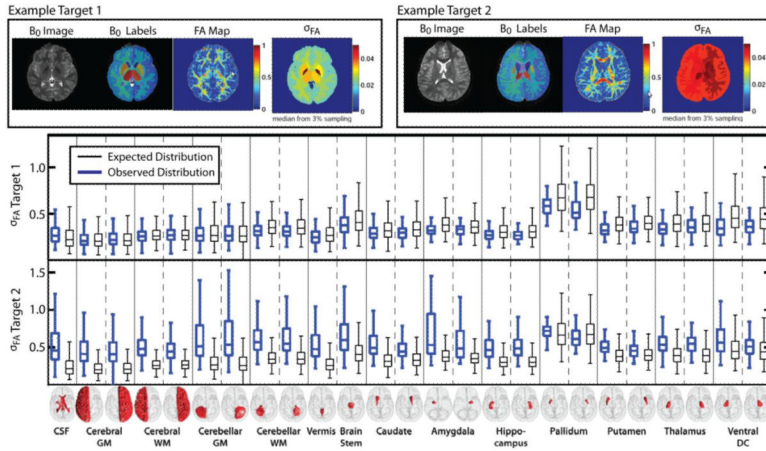 Example Target 1
B0 Image B0 Labels FA Map σFA
1
0.5
0
0.04
0.02
0
median from 3% sampling
Example Target 2
B0 Image B0 Labels FA Map σFA
1
0.5
0
0.04
0.02
0
median from 3% sampling
Expected Distribution
Observed Distribution
σFA Target 1
1.0
0.5
σFA Target 2
1.5
1.0
0.5
CSF Cerebral GM Cerebral WM Cerebellar GM Cerebellar WM Vermis Brain Stem Caudate Amygdala Hippo-campus Pallidum Putamen Thalamus Ventral DC